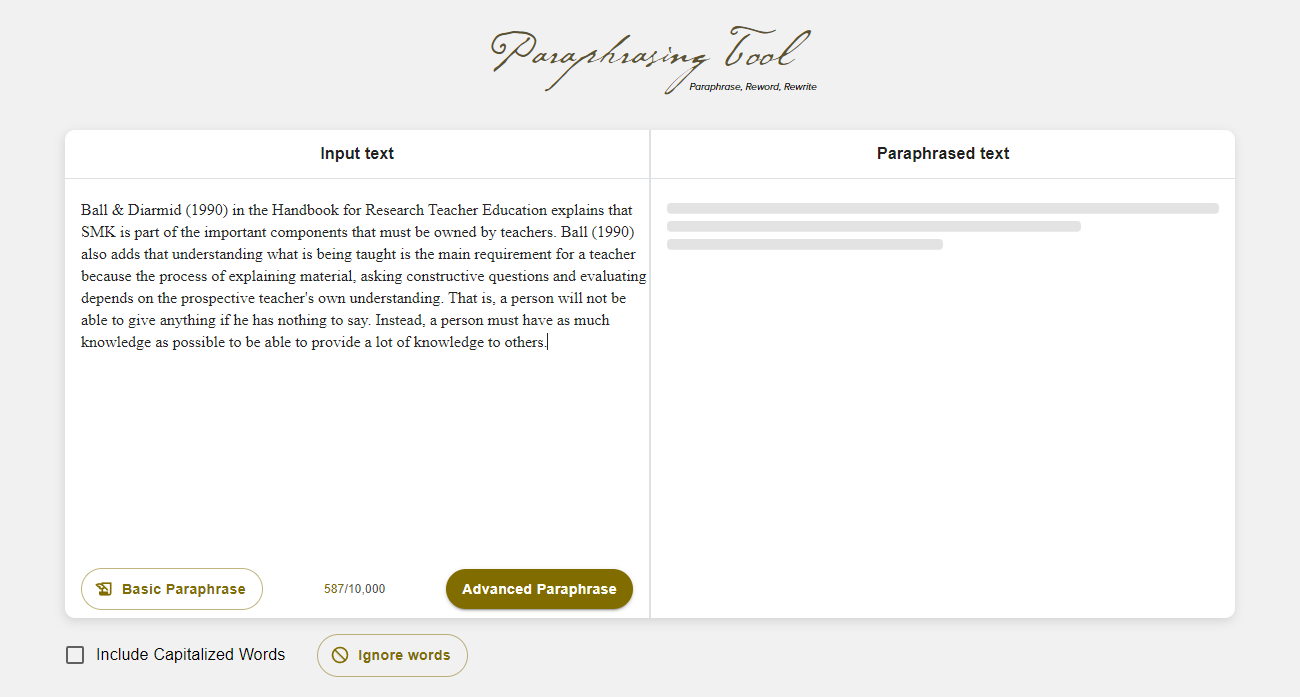 Paraphrasing Tool
Paraphrase, Reword, Rewrite
Input text
Paraphrased text
Ball & Diarmid (1990) in the Handbook for Research Teacher Education explains that
SMK is part of the important components that must be owned by teachers. Ball (1990)
also adds that understanding what is being taught is the main requirement for a teacher
because the process of explaining material, asking constructive questions and evaluating
depends on the prospective teacher's own understanding. That is, a person will not be
able to give anything if he has nothing to say. Instead, a person must have as much
knowledge as possible to be able to provide a lot of knowledge to others.
Basic Paraphrase
587/10,000
Advanced Paraphrase
Include Capitalized Words
Ignore words